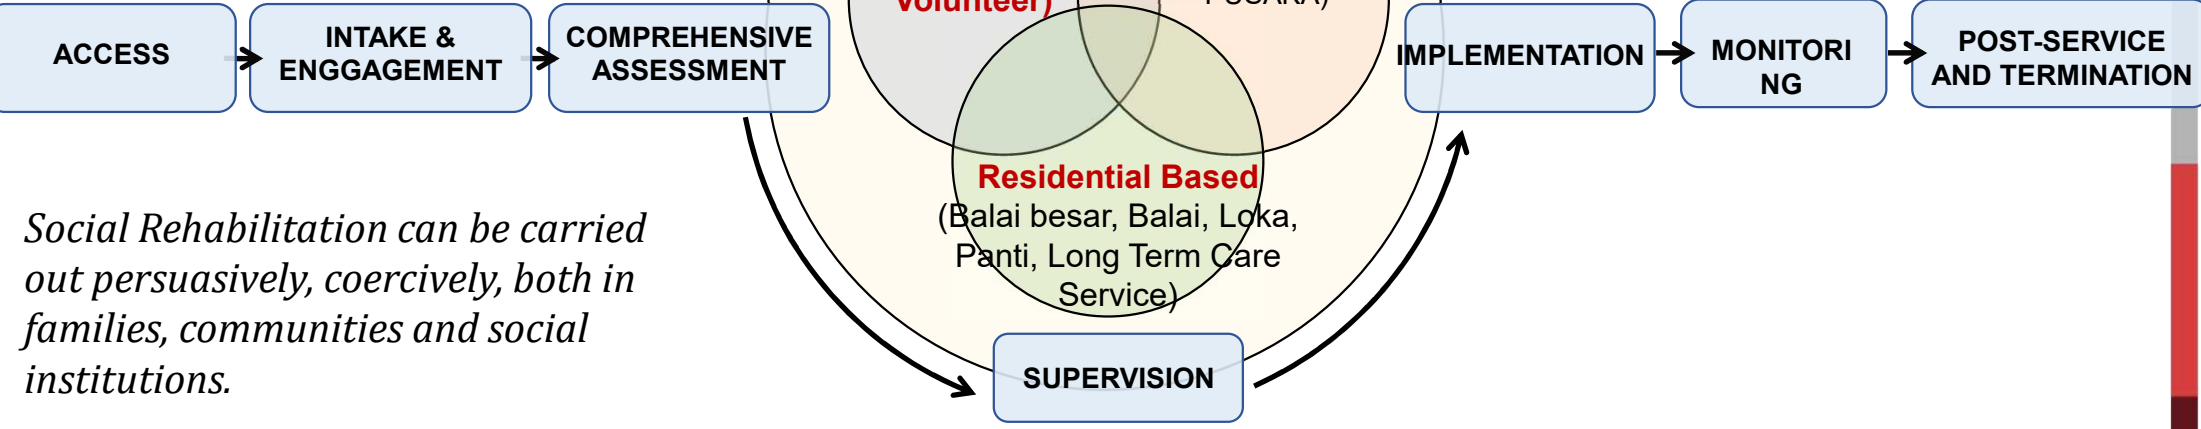 Volunteer)
PUSAKA)
ACCESS
INTAKE &
ENGGAGEMENT
COMPREHENSIVE
ASSESSMENT
IMPLEMENTATION
MONITORI
NG
POST-SERVICE
AND TERMINATION
Residential Based
(Balai besar, Balai, Loka,
Panti, Long Term Care
Service)
Social Rehabilitation can be carried
out persuasively, coercively, both in
families, communities and social
institutions.
SUPERVISION